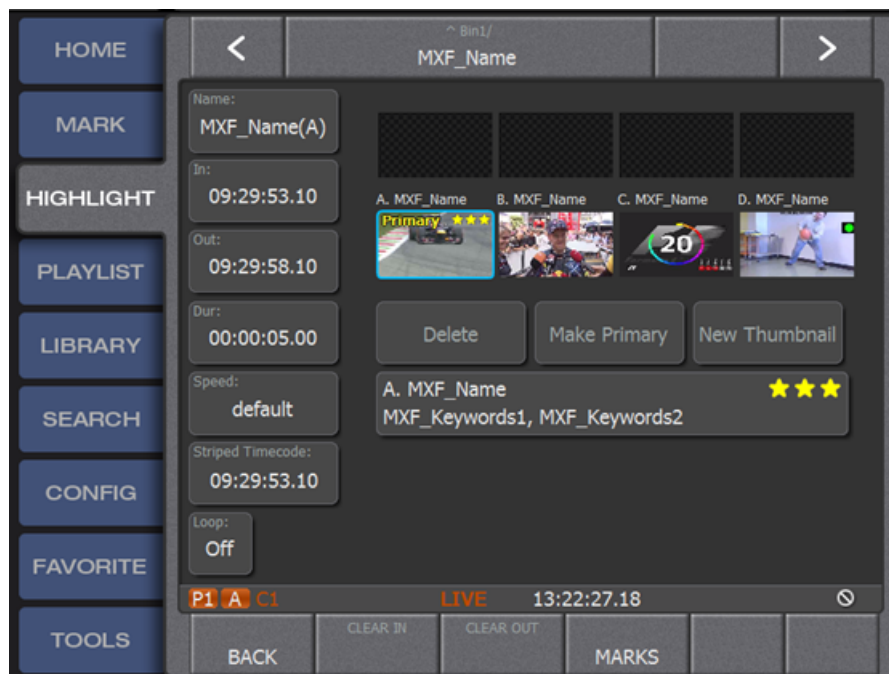 HOME
MARK
HIGHLIGHT
PLAYLIST
LIBRARY
SEARCH
CONFIG
FAVORITE
TOOLS
<
^ Bin1/
MXF_Name
>
Name:
MXF_Name(A)
In:
09:29:53.10
Out:
09:29:58.10
Dur:
00:00:05.00
Speed:
default
Striped Timecode:
09:29:53.10
Loop:
Off
A. MXF_Name B. MXF_Name C. MXF_Name D. MXF_Name
Primary
20
Delete Make Primary New Thumbnail
A. MXF_Name
MXF_Keywords1, MXF_Keywords2
P1 A C1 LIVE 13:22:27.18
CLEAR IN CLEAR OUT
BACK MARKS